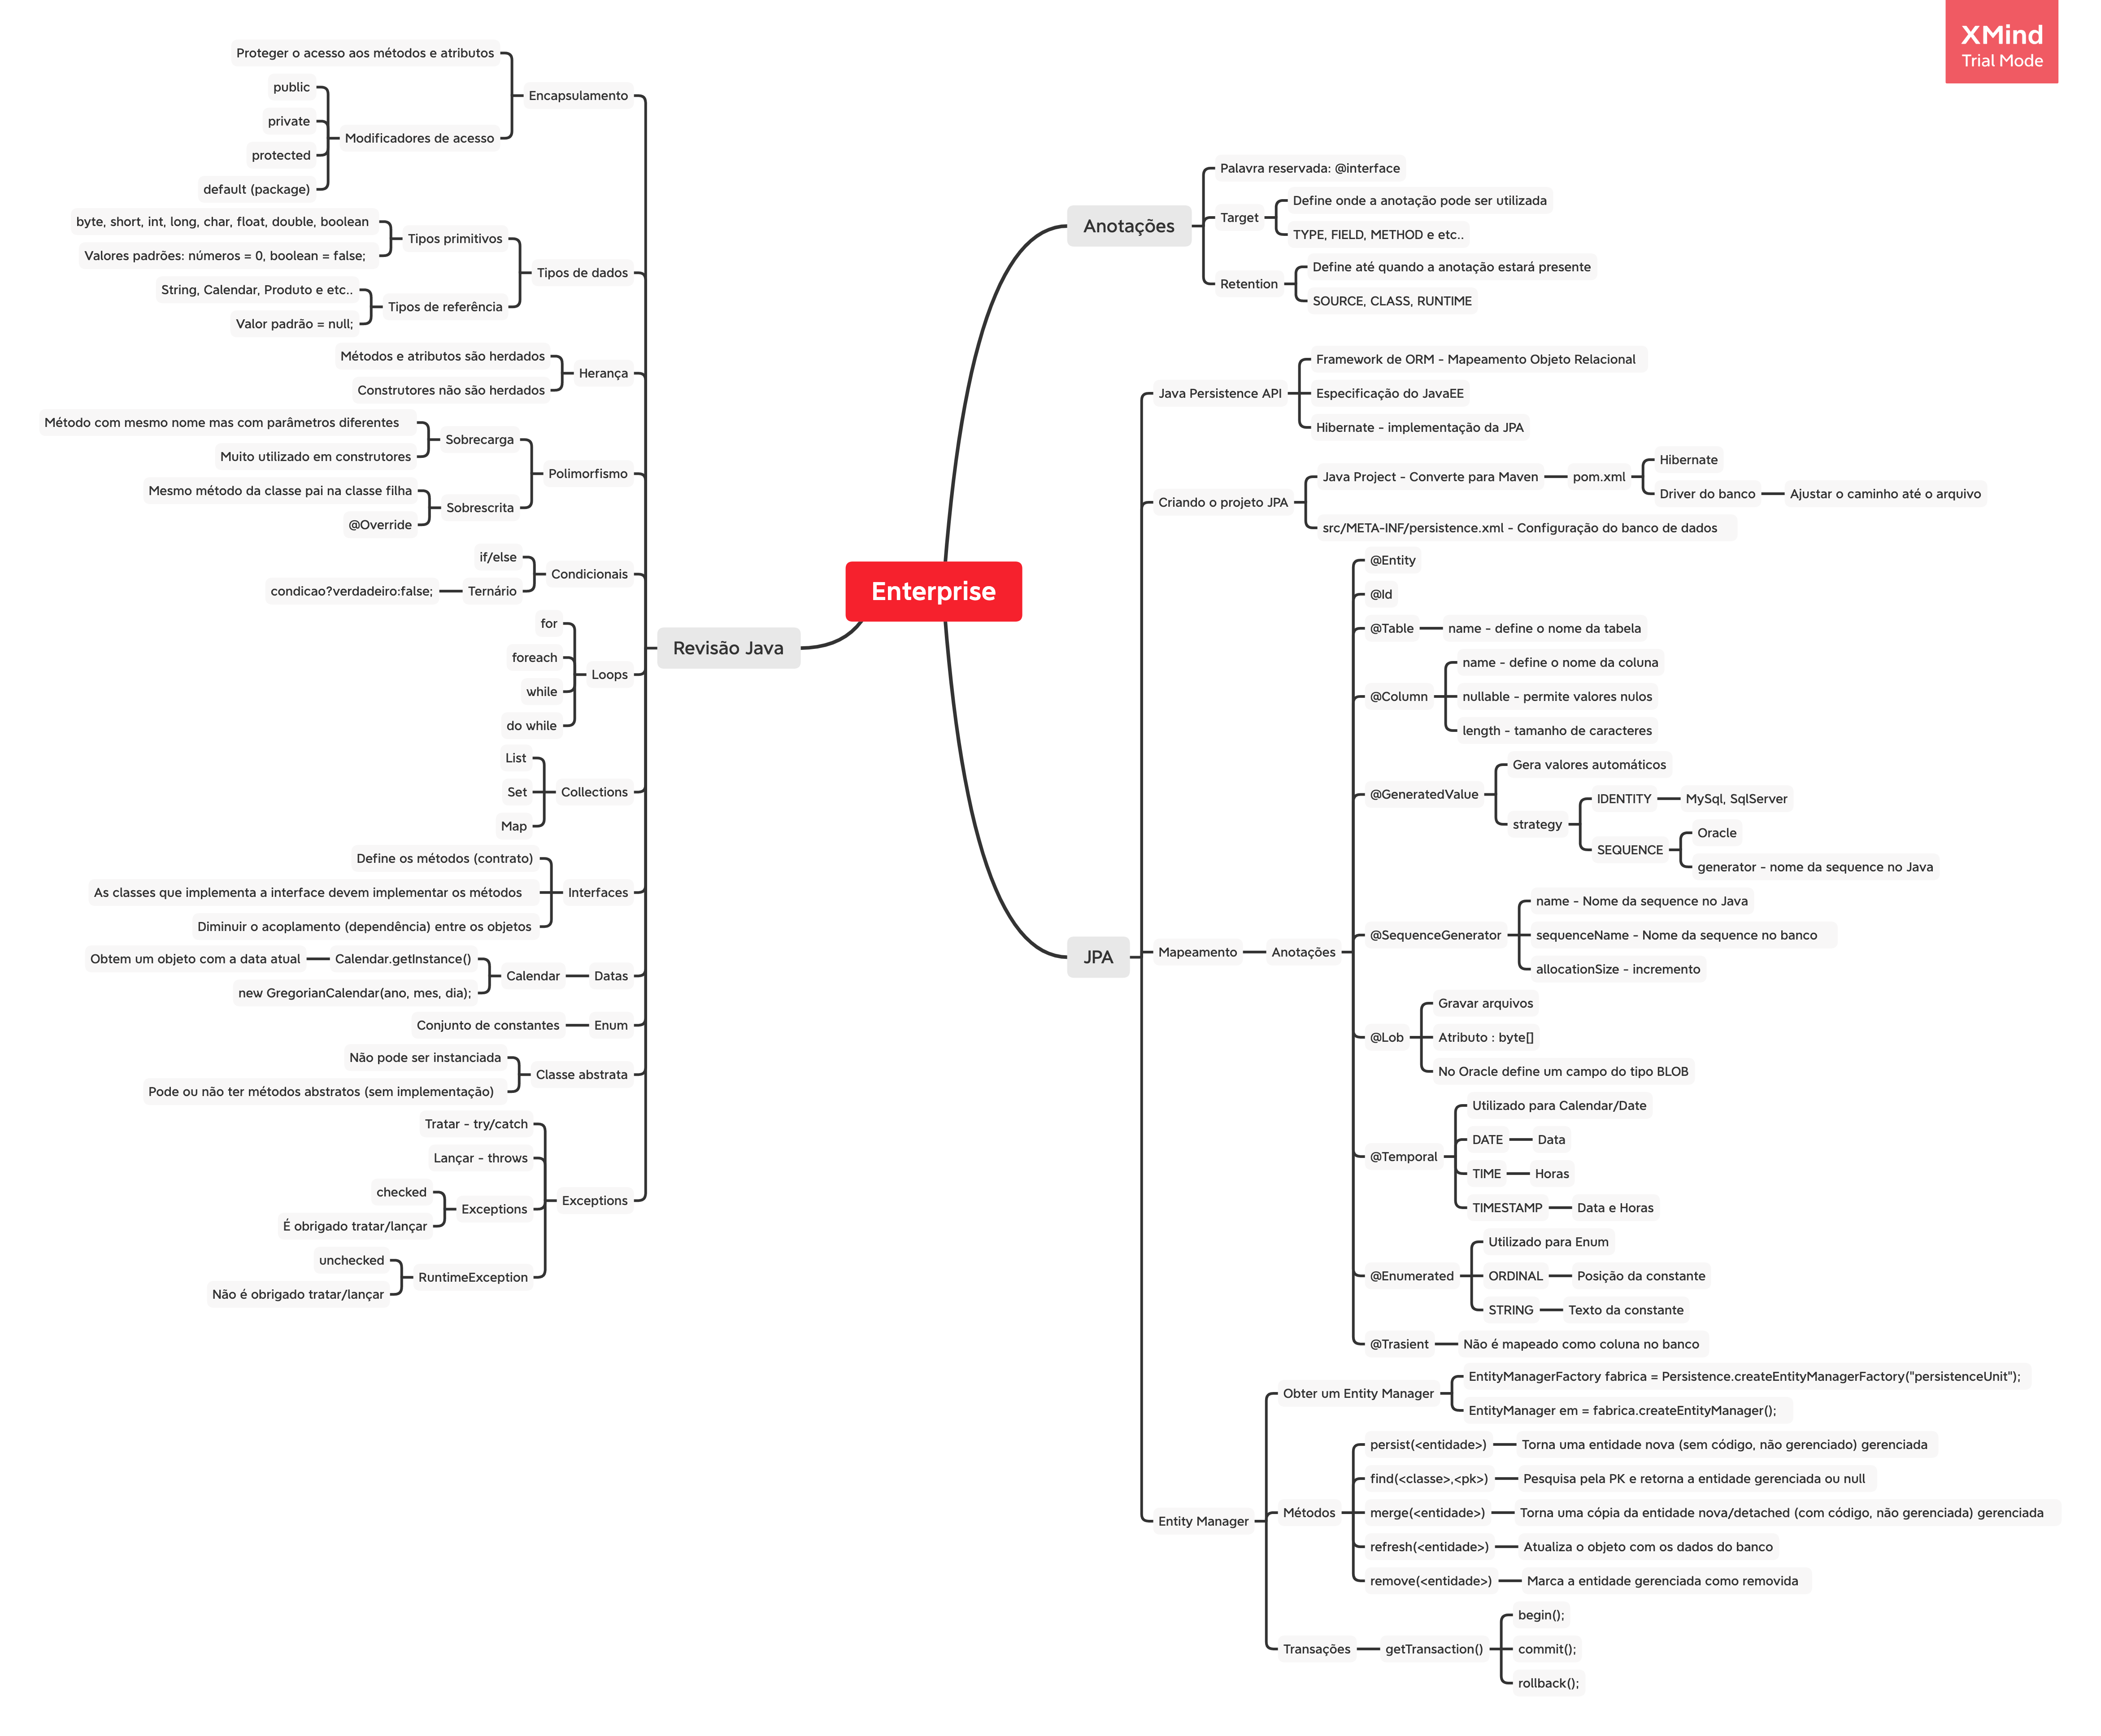 XMind
Trial Mode
Enterprise
Revisão Java
Encapsulamento
Proteger o acesso aos métodos e atributos
Modificadores de acesso
public
private
protected
default (package)
Tipos de dados
Tipos primitivos
byte, short, int, long, char, float, double, boolean
Valores padrões: números = 0, boolean = false;
Tipos de referência
String, Calendar, Produto e etc..
Valor padrão = null;
Herança
Métodos e atributos são herdados
Construtores não são herdados
Polimorfismo
Sobrecarga
Método com mesmo nome mas com parâmetros diferentes
Muito utilizado em construtores
Sobrescrita
Mesmo método da classe pai na classe filha
@Override
Condicionais
if/else
Ternário
condicao?verdadeiro:false;
Loops
for
foreach
while
do while
Collections
List
Set
Map
Interfaces
Define os métodos (contrato)
As classes que implementa a interface devem implementar os métodos
Diminuir o acoplamento (dependência) entre os objetos
Datas
Calendar
Calendar.getInstance()
Obtem um objeto com a data atual
new GregorianCalendar(ano, mes, dia);
Enum
Conjunto de constantes
Classe abstrata
Não pode ser instanciada
Pode ou não ter métodos abstratos (sem implementação)
Exceptions
Tratar - try/catch
Lançar - throws
Exceptions
checked
É obrigado tratar/lançar
RuntimeException
unchecked
Não é obrigado tratar/lançar
Anotações
Palavra reservada: @interface
Target
Define onde a anotação pode ser utilizada
TYPE, FIELD, METHOD e etc..
Retention
Define até quando a anotação estará presente
SOURCE, CLASS, RUNTIME
JPA
Java Persistence API
Framework de ORM - Mapeamento Objeto Relacional
Especificação do JavaEE
Hibernate - implementação da JPA
Criando o projeto JPA
Java Project - Converte para Maven
pom.xml
Hibernate
Driver do banco
Ajustar o caminho até o arquivo
src/META-INF/persistence.xml - Configuração do banco de dados
Mapeamento
Anotações
@Entity
@Id
@Table
name - define o nome da tabela
@Column
name - define o nome da coluna
nullable - permite valores nulos
length - tamanho de caracteres
@GeneratedValue
Gera valores automáticos
strategy
IDENTITY
MySql, SqlServer
SEQUENCE
Oracle
generator - nome da sequence no Java
@SequenceGenerator
name - Nome da sequence no Java
sequenceName - Nome da sequence no banco
allocationSize - incremento
@Lob
Gravar arquivos
Atributo : byte[]
No Oracle define um campo do tipo BLOB
@Temporal
Utilizado para Calendar/Date
DATE
Data
TIME
Horas
TIMESTAMP
Data e Horas
@Enumerated
Utilizado para Enum
ORDINAL
Posição da constante
STRING
Texto da constante
@Trasient
Não é mapeado como coluna no banco
Entity Manager
Obter um Entity Manager
EntityManagerFactory fabrica = Persistence.createEntityManagerFactory("persistenceUnit");
EntityManager em = fabrica.createEntityManager();
Métodos
persist(<entidade>)
Torna uma entidade nova (sem código, não gerenciado) gerenciada
find(<classe>,<pk>)
Pesquisa pela PK e retorna a entidade gerenciada ou null
merge(<entidade>)
Torna uma cópia da entidade nova/detached (com código, não gerenciada) gerenciada
refresh(<entidade>)
Atualiza o objeto com os dados do banco
remove(<entidade>)
Marca a entidade gerenciada como removida
Transações
getTransaction()
begin();
commit();
rollback();